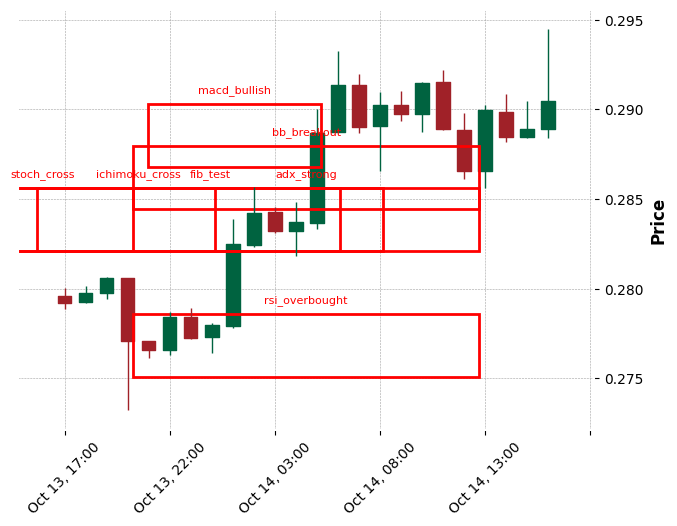 0.295
macd_bullish
0.290
bb_breakout
stoch_cross
ichimoku_cross
fib_test
adx_strong
0.285
Price
0.280
rsi_overbought
0.275
Oct 13, 17:00
Oct 13, 22:00
Oct 14, 03:00
Oct 14, 08:00
Oct 14, 13:00